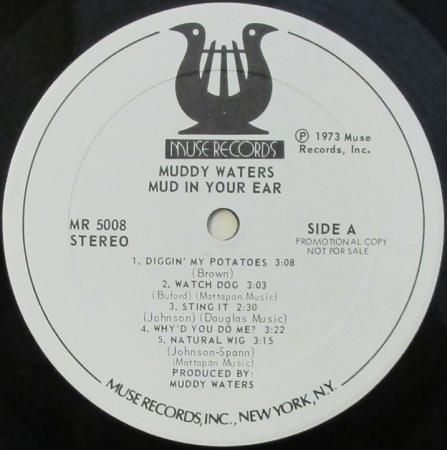 MUSE RECORDS
℗ 1973 Muse
Records, Inc.
MUDDY WATERS
MUD IN YOUR EAR
MR 5008
STEREO
SIDE A
PROMOTIONAL COPY
NOT FOR SALE
1. DIGGIN' MY POTATOES 3:08
(Brown)
2. WATCH DOG 3:03
(Buford) (Mattapan Music)
3. STING IT 2:30
(Johnson) (Douglas Music)
4. WHY'D YOU DO ME? 3:22
5. NATURAL WIG 3:15
(Johnson-Spann)
(Mattapan Music)
PRODUCED BY:
MUDDY WATERS
MUSE RECORDS, INC., NEW YORK, N.Y.